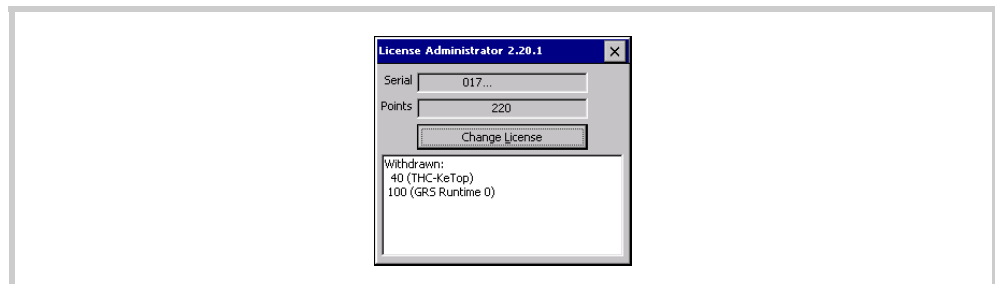 License Administrator 2.20.1
Serial 017...
Points 220
Change License
Withdrawn:
40 (THC-KeTop)
100 (GRS Runtime 0)